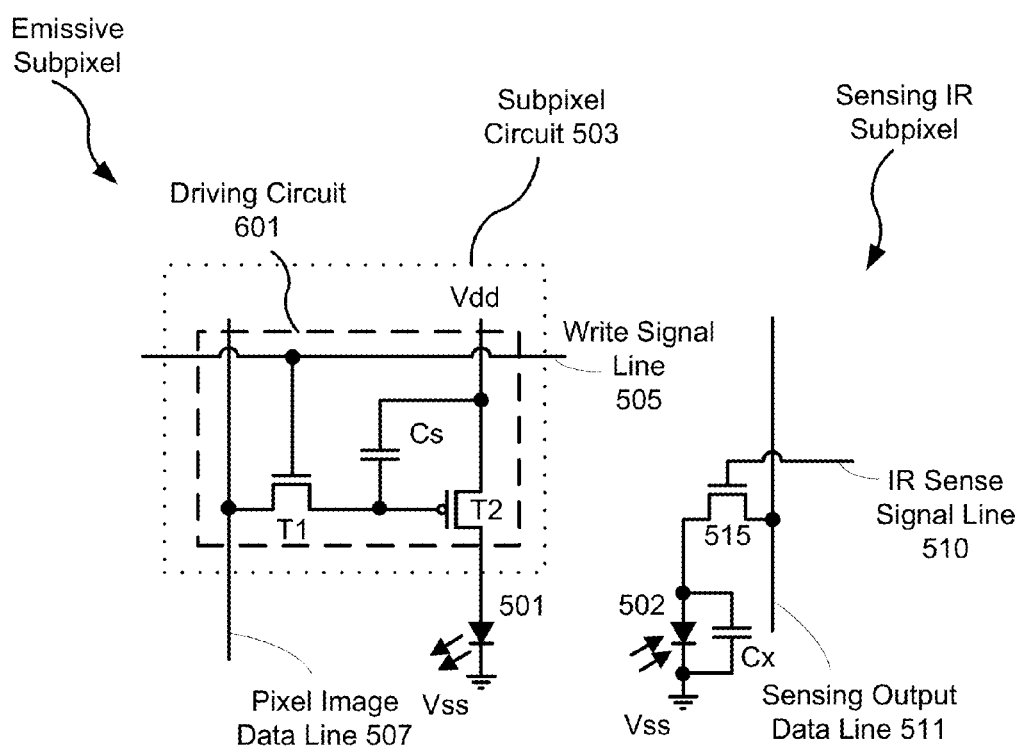 Emissive
Subpixel
Subpixel
Circuit 503
Sensing IR
Subpixel
Driving Circuit
601
Vdd
Write Signal
Line
505
Cs
T1
T2
IR Sense
Signal Line
510
515
501
502
Cx
Vss
Vss
Pixel Image
Data Line 507
Sensing Output
Data Line 511